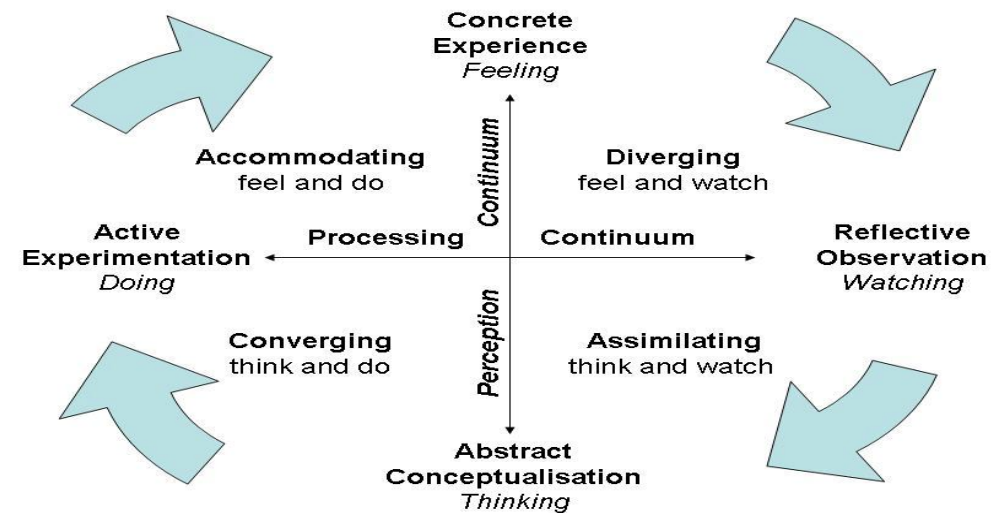 Concrete
Experience
Feeling
Continuum
Accommodating
feel and do
Diverging
feel and watch
Active
Experimentation
Doing
Processing
Continuum
Reflective
Observation
Watching
Perception
Converging
think and do
Assimilating
think and watch
Abstract
Conceptualisation
Thinking